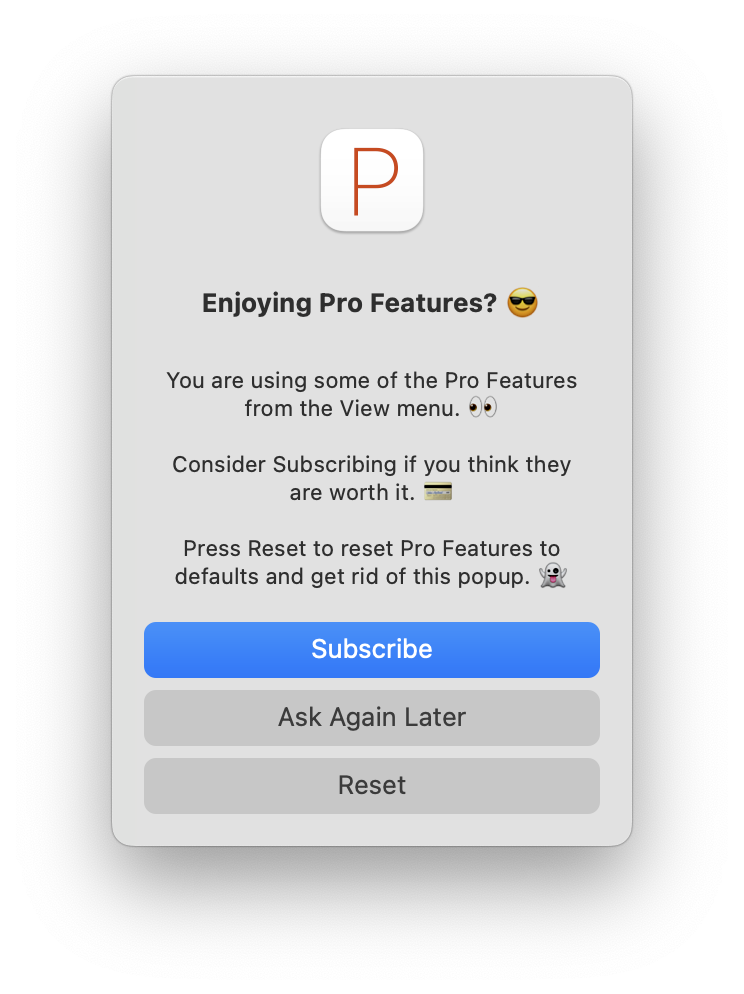 P
Enjoying Pro Features? 😎
You are using some of the Pro Features
from the View menu. 👀
Consider Subscribing if you think they
are worth it. 💳
Press Reset to reset Pro Features to
defaults and get rid of this popup. 👻
Subscribe
Ask Again Later
Reset